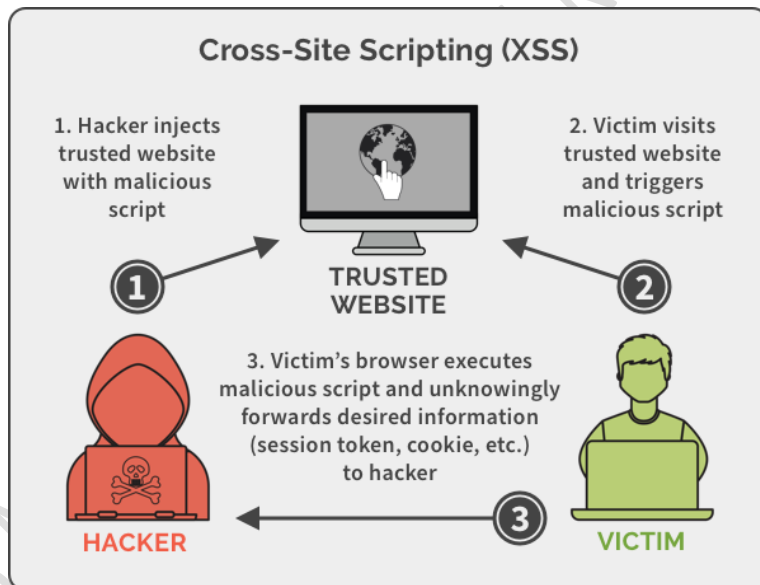 Cross-Site Scripting (XSS)
1. Hacker injects
trusted website
with malicious
script
2. Victim visits
trusted website
and triggers
malicious script
1
TRUSTED
WEBSITE
2
3. Victim's browser executes
malicious script and unknowingly
forwards desired information
(session token, cookie, etc.)
to hacker
3
HACKER
VICTIM